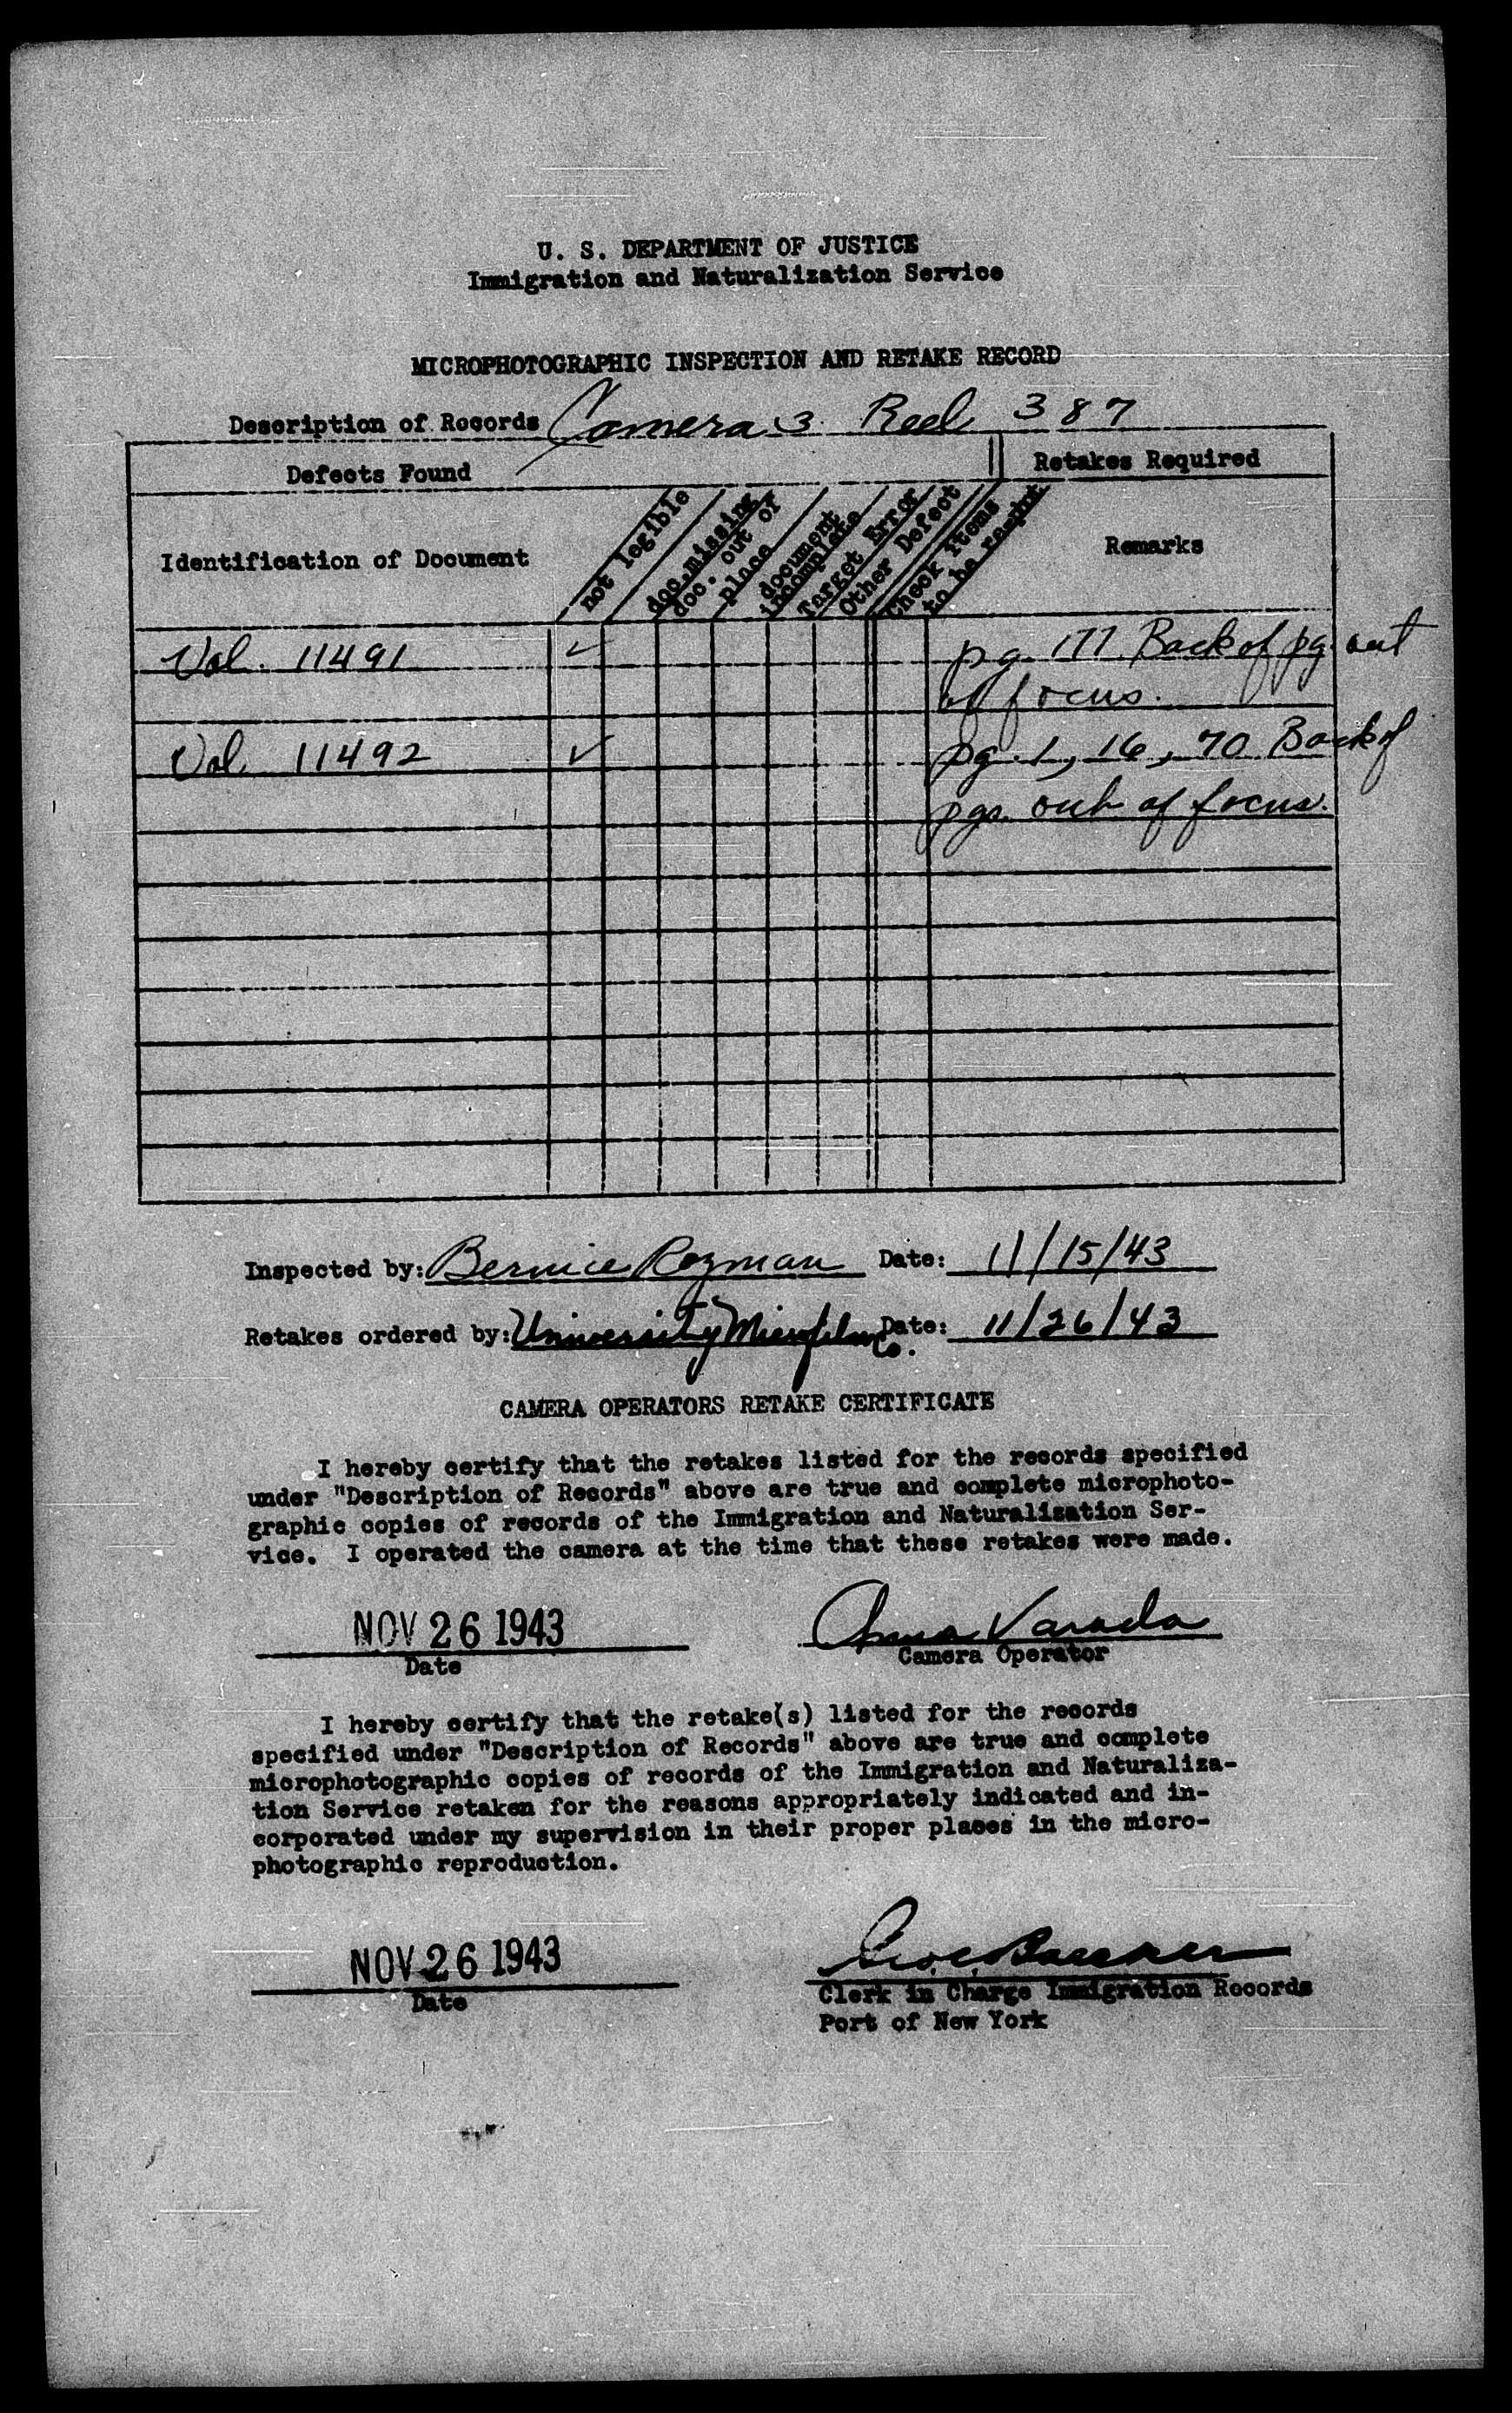 U. S. DEPARTMENT OF JUSTICE
Immigration and Naturalization Service
MICROPHOTOGRAPHIC INSPECTION AND RETAKE RECORD
Description of Records Camera 3 Reel 387
Defects Found
Retakes Required
Identification of Document
not legible
doc. missing
doc. out of
place
document
incomplete
Target Error
Other Defect
Check items
to be
Remarks
Vol. 11491 ✓ pg. 177 Back of pg. out
of focus.
Vol. 11492 ✓ pg. 1, 16, 70 Back of
pgs. out of focus.
Inspected by: Bernice Rozman Date: 11/15/43
Retakes ordered by: University Microfilms Co. Date: 11/26/43
CAMERA OPERATORS RETAKE CERTIFICATE
I hereby certify that the retakes listed for the records specified
under "Description of Records" above are true and complete microphoto-
graphic copies of records of the Immigration and Naturalization Ser-
vice. I operated the camera at the time that these retakes were made.
NOV 26 1943
Date
Anna Varada
Camera Operator
I hereby certify that the retake(s) listed for the records
specified under "Description of Records" above are true and complete
microphotographic copies of records of the Immigration and Naturaliza-
tion Service retaken for the reasons appropriately indicated and in-
corporated under my supervision in their proper places in the micro-
photographic reproduction.
NOV 26 1943
Date
Clerk in Charge Immigration Records
Port of New York